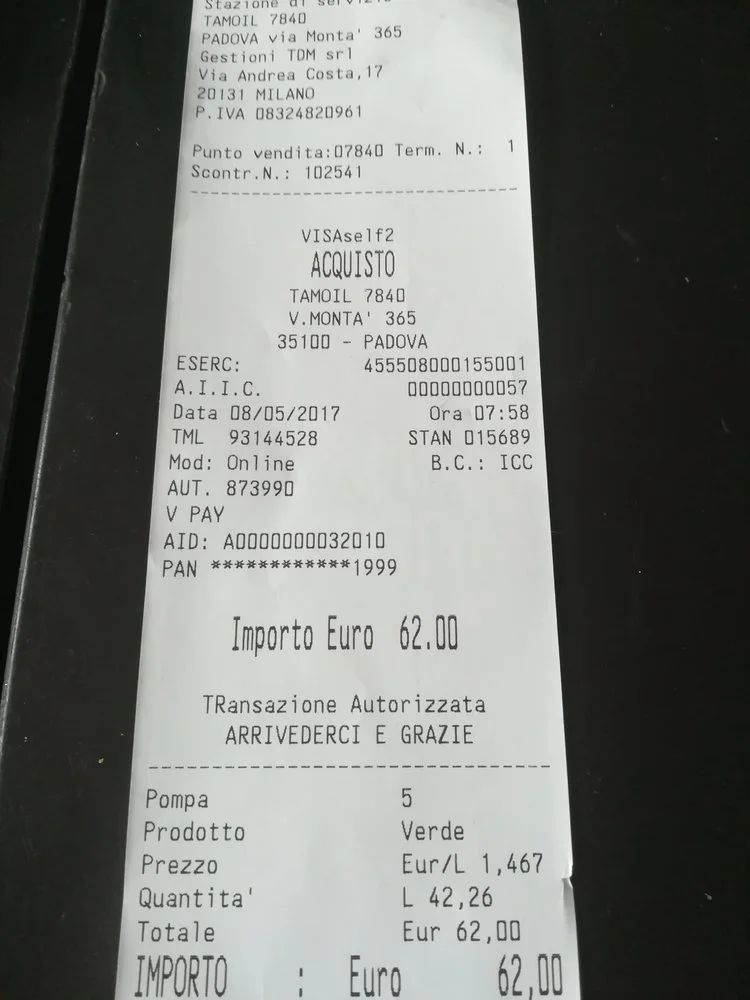 Stazione di servizio
TAMOIL 7840
PADOVA via Monta' 365
Gestioni TDM srl
Via Andrea Costa,17
20131 MILANO
P.IVA 08324820961
Punto vendita:07840 Term. N.: 1
Scontr.N.: 102541
--------------------------------
VISAself2
ACQUISTO
TAMOIL 7840
V.MONTA' 365
35100 - PADOVA
ESERC: 455508000155001
A.I.I.C. 00000000057
Data 08/05/2017 Ora 07:58
TML 93144528 STAN 015689
Mod: Online B.C.: ICC
AUT. 873990
V PAY
AID: A0000000032010
PAN ************1999
Importo Euro 62.00
TRansazione Autorizzata
ARRIVEDERCI E GRAZIE
--------------------------------
Pompa 5
Prodotto Verde
Prezzo Eur/L 1,467
Quantita' L 42,26
Totale Eur 62,00
IMPORTO : Euro 62,00